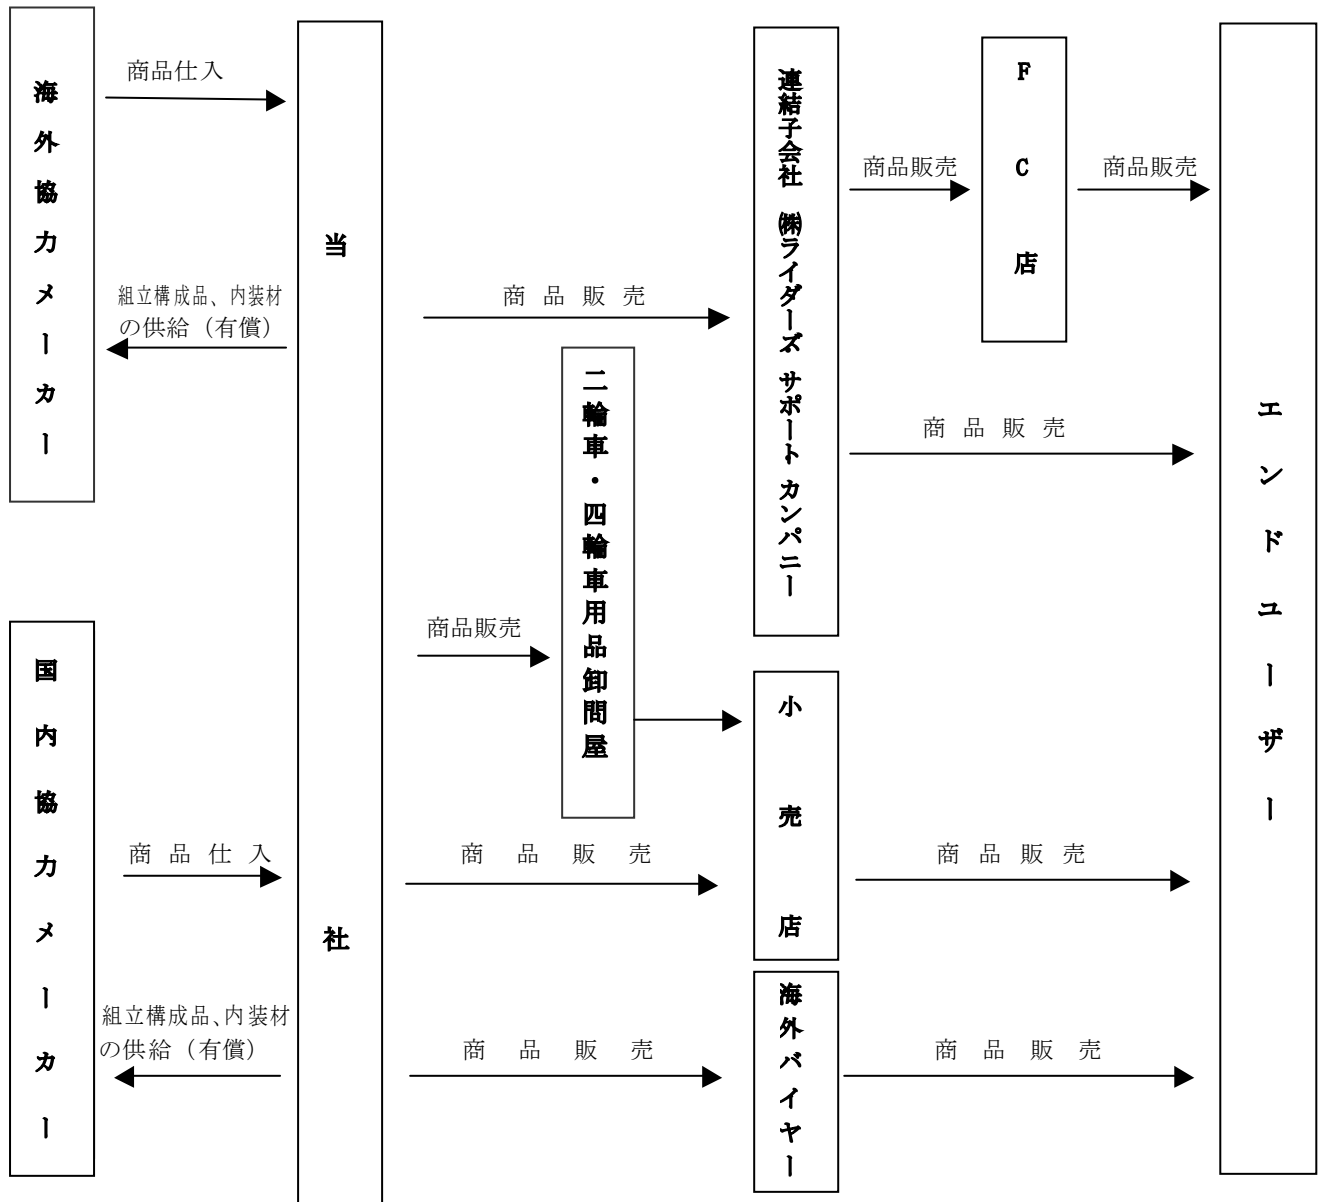 海外協力メーカー
商品仕入
組立構成品、内装材
の供給（有償）
国内協力メーカー
商品仕入
組立構成品、内装材
の供給（有償）
当社
商品販売
商品販売
商品販売
商品販売
二輪車・四輪車用品卸問屋
連結子会社 ㈱ライダーズ・サポート・カンパニー
小売店
海外バイヤー
商品販売
FC店
商品販売
商品販売
商品販売
商品販売
エンドユーザー